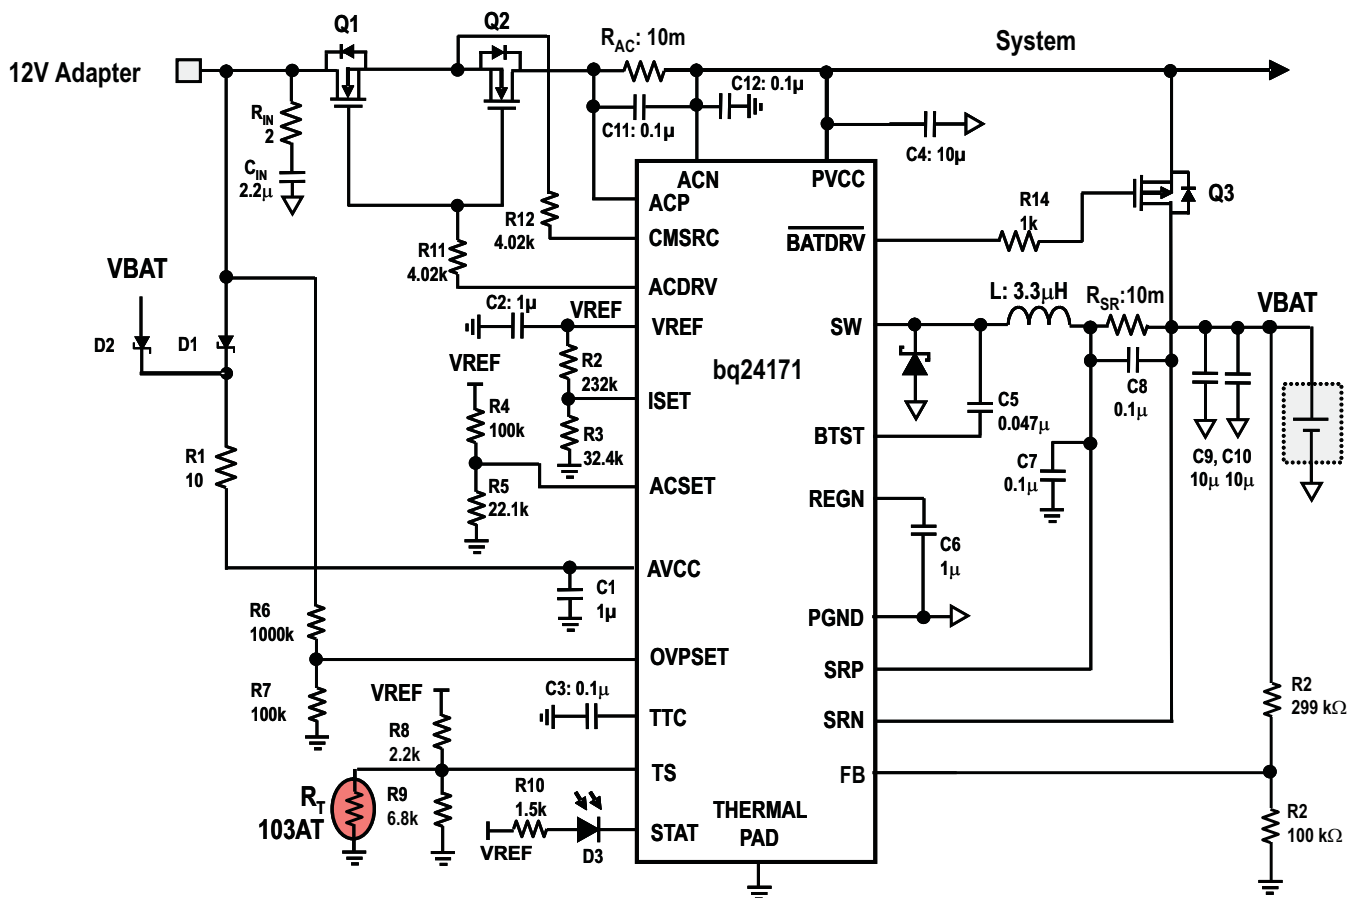 Q1
Q2
R_AC: 10m
System
12V Adapter
C12: 0.1µ
R_IN
2
C11: 0.1µ
C4: 10µ
C_IN
2.2µ
ACN
PVCC
ACP
R12
4.02k
CMSRC
BATDRV
R14
1k
Q3
R11
4.02k
ACDRV
VBAT
C2: 1µ
VREF
VREF
SW
L: 3.3µH
R_SR:10m
VBAT
D2
D1
VREF
R2
232k
bq24171
C8
0.1µ
R4
100k
ISET
C5
0.047µ
R3
32.4k
BTST
R1
10
C7
0.1µ
C9, C10
10µ 10µ
R5
22.1k
ACSET
REGN
C6
1µ
AVCC
C1
1µ
R6
1000k
PGND
OVPSET
SRP
R7
100k
VREF
C3: 0.1µ
TTC
SRN
R2
299 kΩ
R8
2.2k
TS
FB
R_T
103AT
R9
6.8k
R10
1.5k
STAT
THERMAL
PAD
R2
100 kΩ
VREF
D3